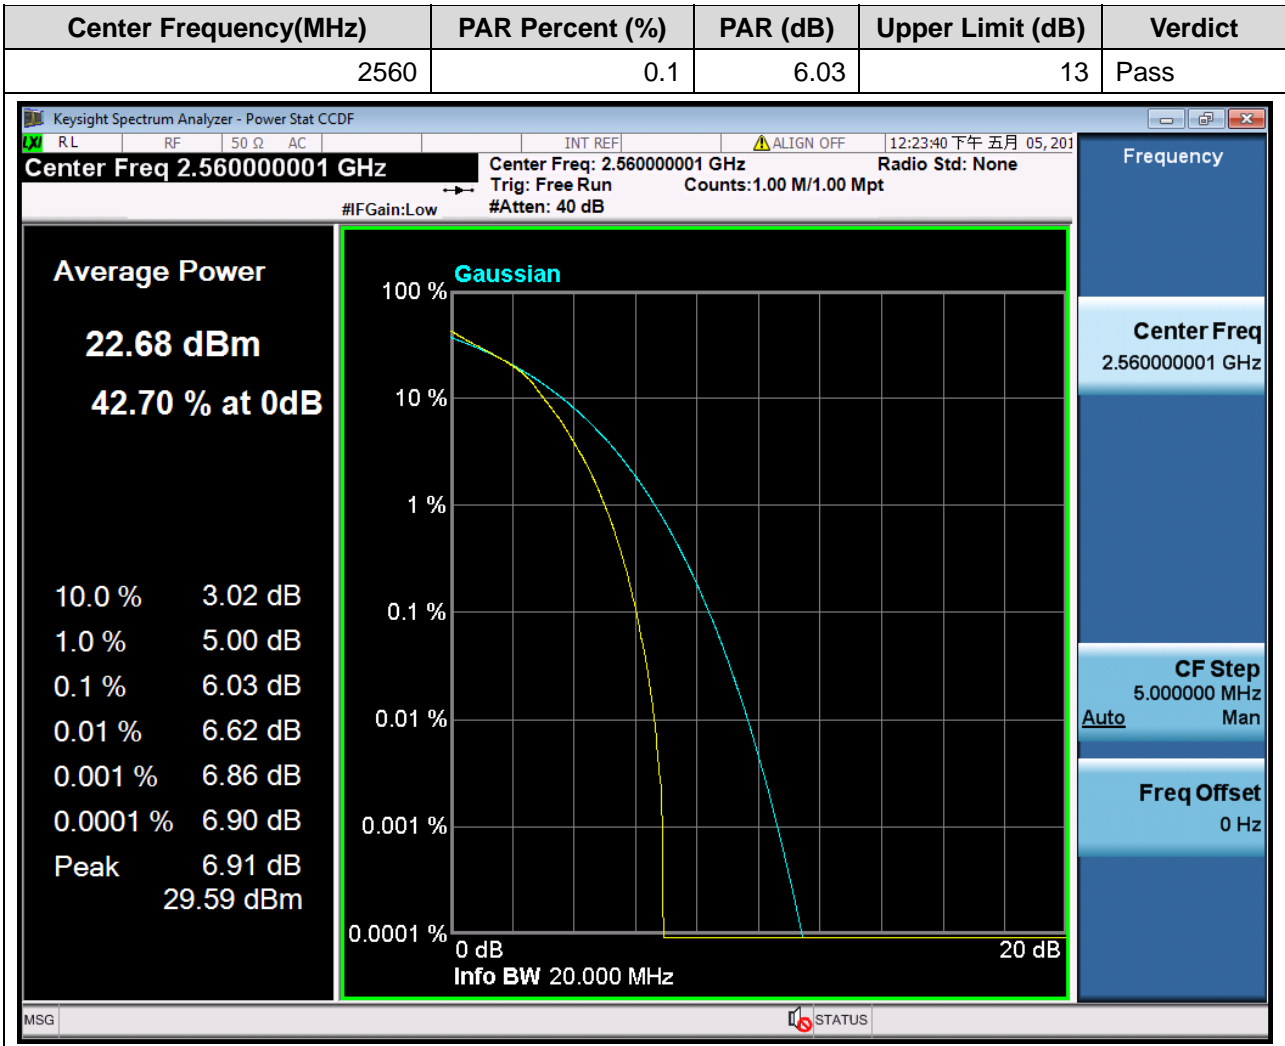 Center Frequency(MHz) PAR Percent (%) PAR (dB) Upper Limit (dB) Verdict
2560 0.1 6.03 13 Pass
Keysight Spectrum Analyzer - Power Stat CCDF
LXI RL RF 50 Ω AC INT REF ALIGN OFF 12:23:40 下午 五月 05, 201
Center Freq 2.560000001 GHz
Center Freq: 2.560000001 GHz Radio Std: None
Trig: Free Run Counts:1.00 M/1.00 Mpt
#IFGain:Low #Atten: 40 dB
Average Power
22.68 dBm
42.70 % at 0dB
10.0 % 3.02 dB
1.0 % 5.00 dB
0.1 % 6.03 dB
0.01 % 6.62 dB
0.001 % 6.86 dB
0.0001 % 6.90 dB
Peak 6.91 dB
29.59 dBm
Gaussian
100 %
10 %
1 %
0.1 %
0.01 %
0.001 %
0.0001 %
0 dB 20 dB
Info BW 20.000 MHz
Frequency
Center Freq
2.560000001 GHz
CF Step
5.000000 MHz
Auto Man
Freq Offset
0 Hz
MSG STATUS